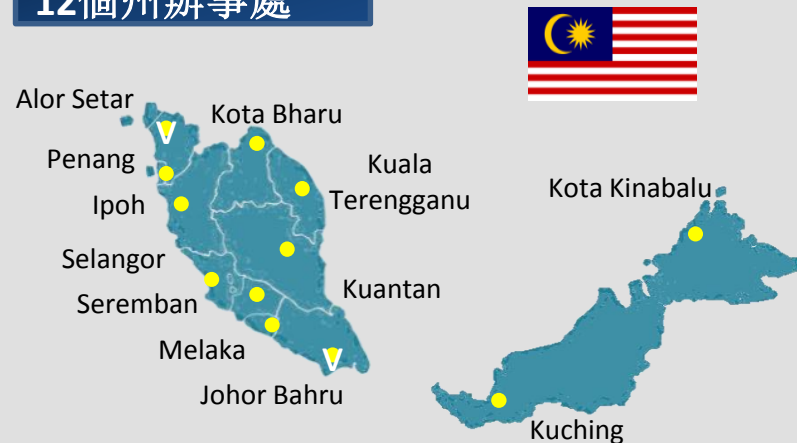 12個州辦事處
Alor Setar
Kota Bharu
V
Penang
Kuala
Terengganu
Ipoh
Kota Kinabalu
Selangor
Seremban
Kuantan
Melaka
V
Johor Bahru
Kuching